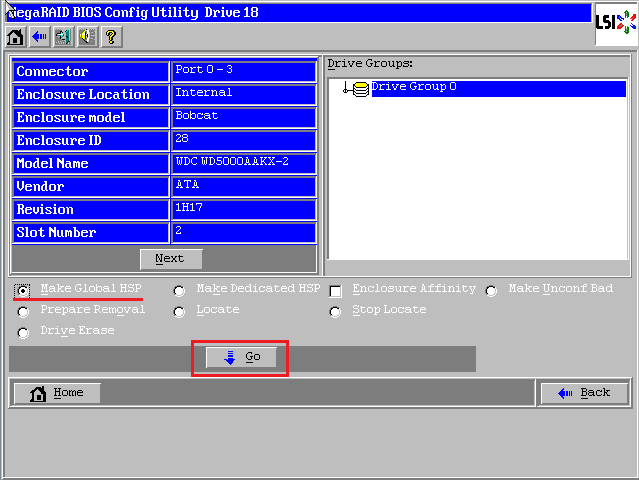 MegaRAID BIOS Config Utility Drive 18
LSI
Connector Port 0 - 3
Enclosure Location Internal
Enclosure model Bobcat
Enclosure ID 28
Model Name WDC WD5000AAKX-2
Vendor ATA
Revision 1H17
Slot Number 2
Next
Drive Groups:
Drive Group 0
Make Global HSP Make Dedicated HSP Enclosure Affinity Make Unconf Bad
Prepare Removal Locate Stop Locate
Drive Erase
Go
Home Back